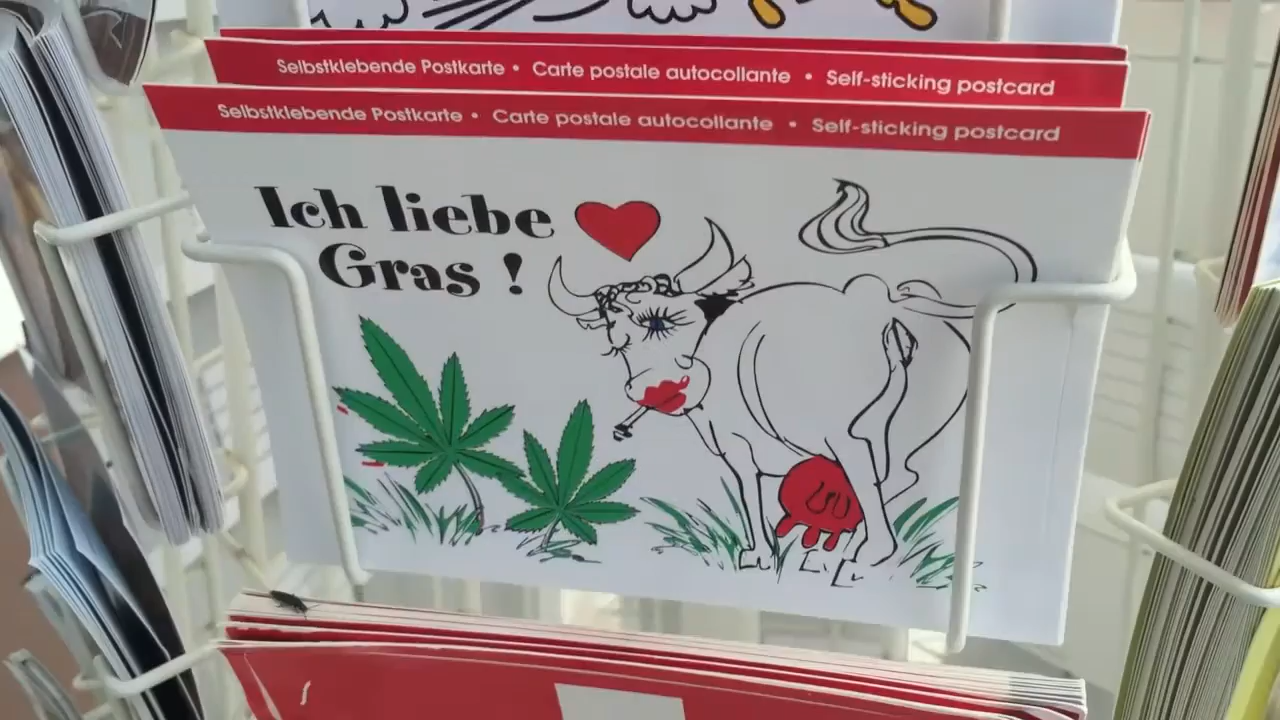 Selbstklebende Postkarte • Carte postale autocollante • Self-sticking postcard
Selbstklebende Postkarte • Carte postale autocollante • Self-sticking postcard
Ich liebe
Gras !